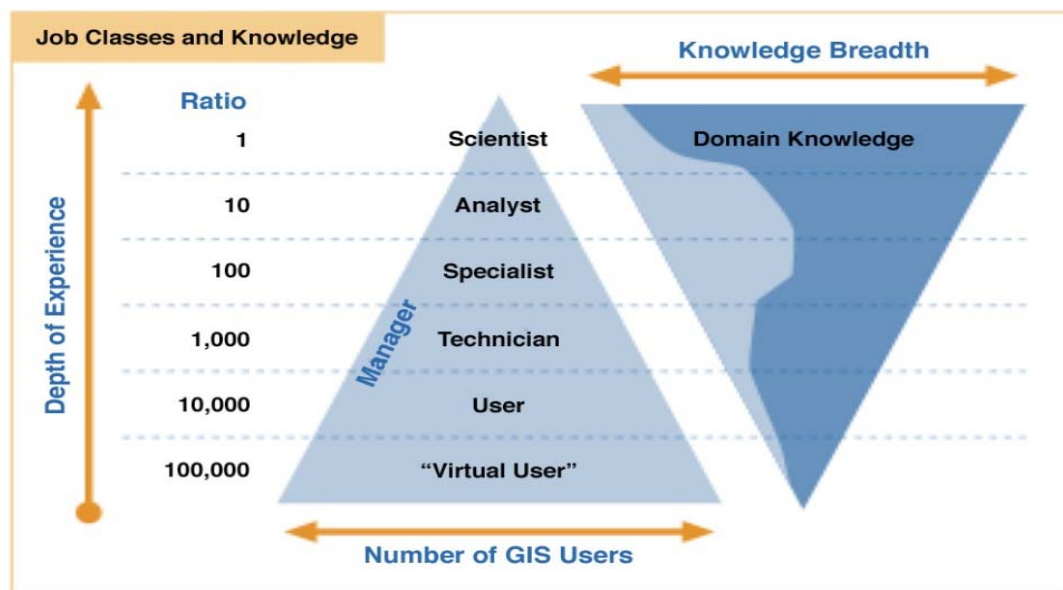 Job Classes and Knowledge
Knowledge Breadth
Ratio
1
Scientist
Domain Knowledge
10
Analyst
100
Specialist
1,000
Technician
10,000
User
100,000
“Virtual User”
Manager
Depth of Experience
Number of GIS Users